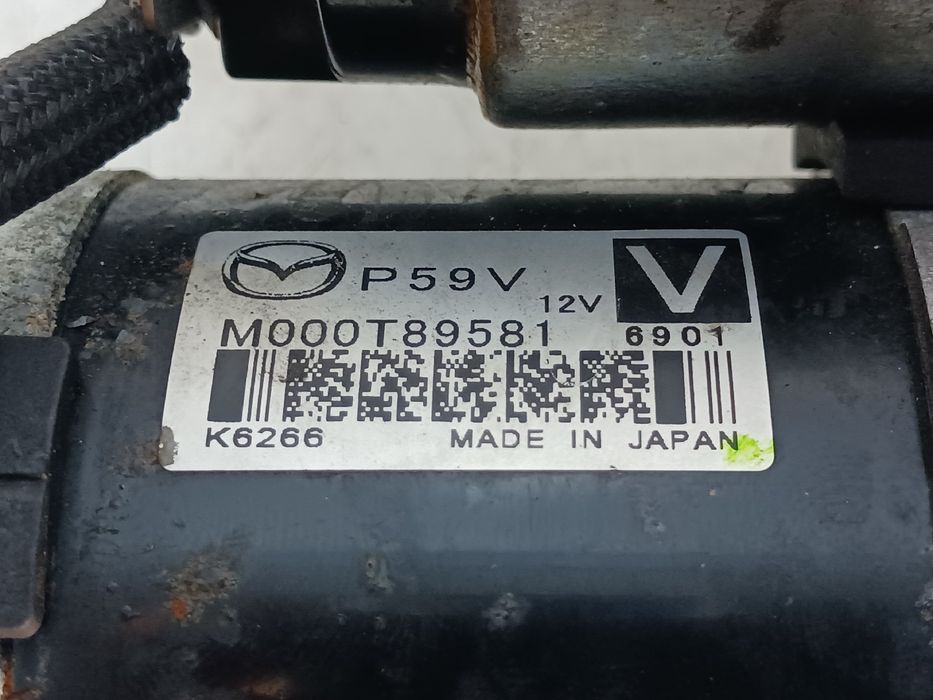 P59V
12V
V
M000T89581
6901
K6266
MADE IN JAPAN